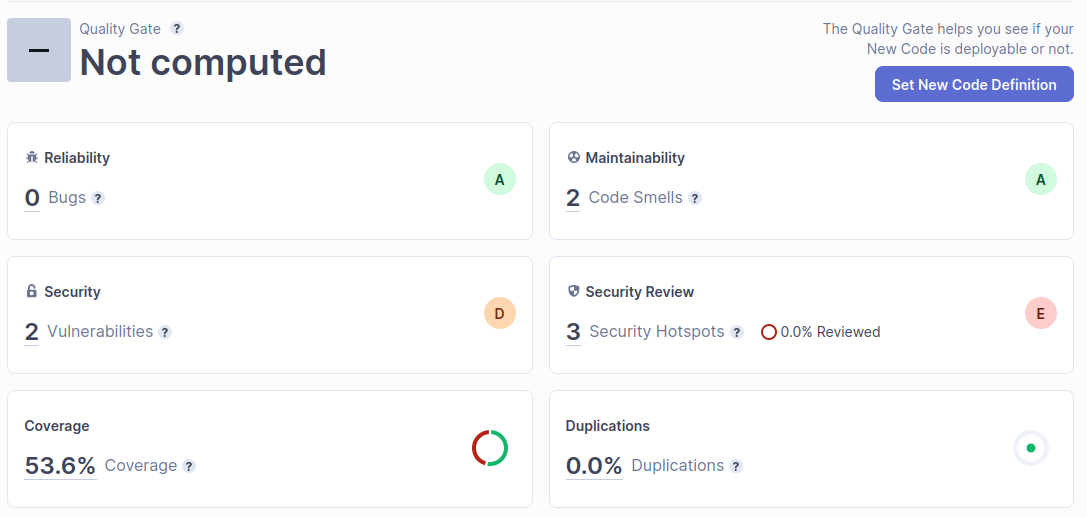 Quality Gate ?
Not computed
The Quality Gate helps you see if your
New Code is deployable or not.
Set New Code Definition
Reliability
0 Bugs ?
A
Maintainability
2 Code Smells ?
A
Security
2 Vulnerabilities ?
D
Security Review
3 Security Hotspots ? 0.0% Reviewed
E
Coverage
53.6% Coverage ?
Duplications
0.0% Duplications ?